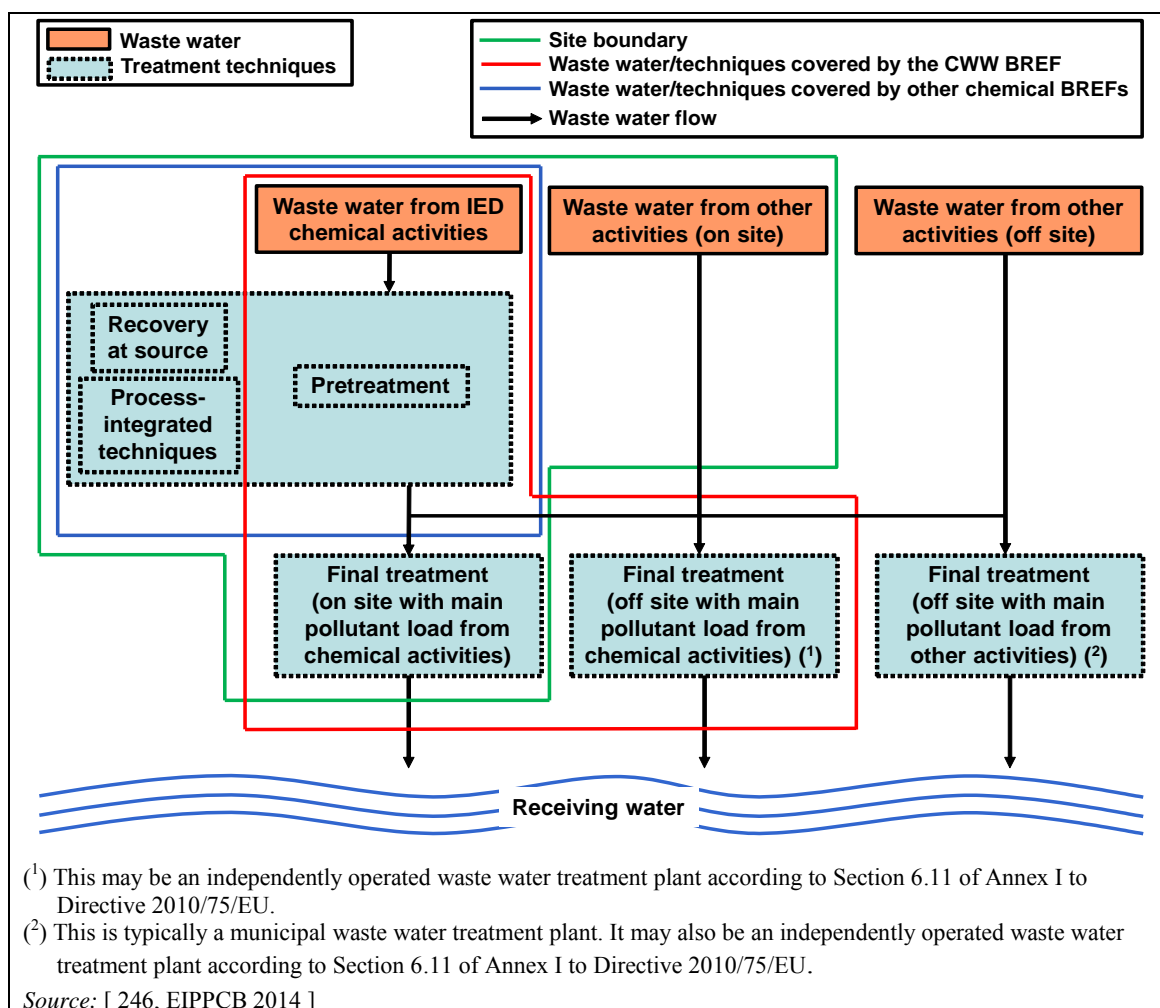 Waste water
Treatment techniques
Site boundary
Waste water/techniques covered by the CWW BREF
Waste water/techniques covered by other chemical BREFs
Waste water flow
Waste water from IED
chemical activities
Waste water from other
activities (on site)
Waste water from other
activities (off site)
Recovery
at source
Process-
integrated
techniques
Pretreatment
Final treatment
(on site with main
pollutant load from
chemical activities)
Final treatment
(off site with main
pollutant load from
chemical activities) (¹)
Final treatment
(off site with main
pollutant load from
other activities) (²)
Receiving water
(¹) This may be an independently operated waste water treatment plant according to Section 6.11 of Annex I to
Directive 2010/75/EU.
(²) This is typically a municipal waste water treatment plant. It may also be an independently operated waste water
treatment plant according to Section 6.11 of Annex I to Directive 2010/75/EU.
Source: [ 246, EIPPCB 2014 ]